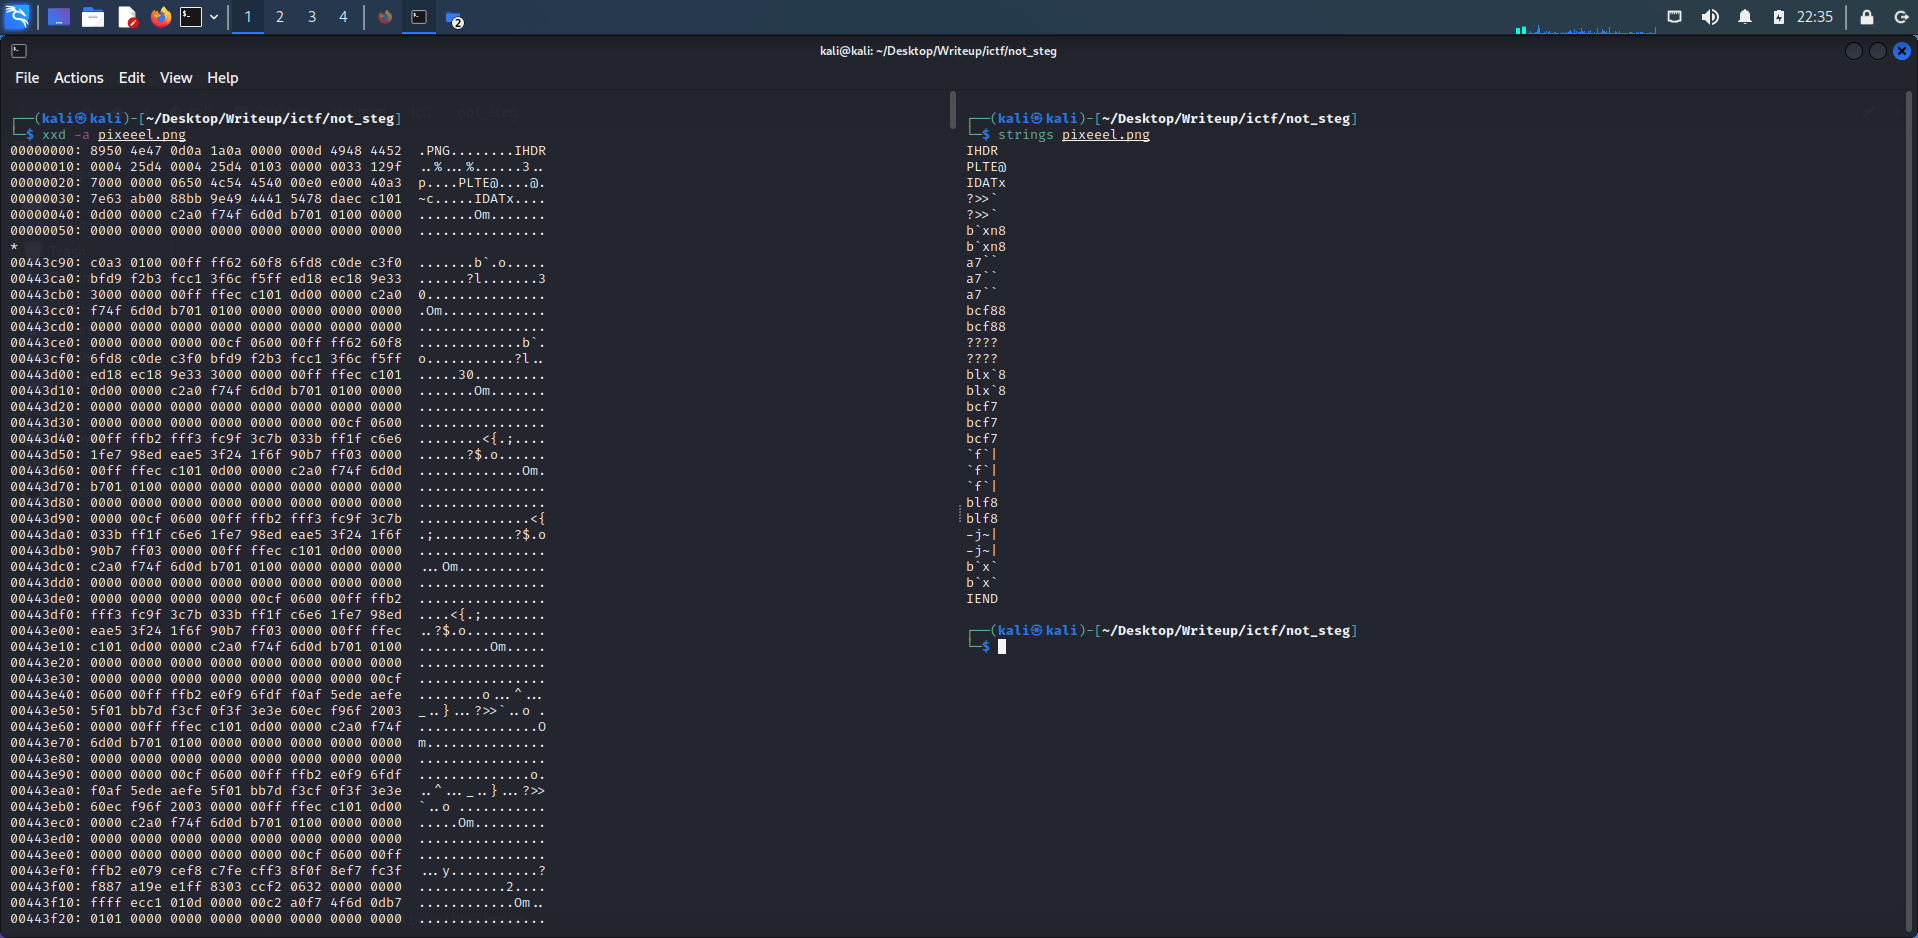 1 2 3 4
2
22:35
kali@kali: ~/Desktop/Writeup/ictf/not_steg
File Actions Edit View Help
┌──(kali㉿kali)-[~/Desktop/Writeup/ictf/not_steg]
└─$ xxd -a pixeeel.png
00000000: 8950 4e47 0d0a 1a0a 0000 000d 4948 4452  .PNG........IHDR
00000010: 0004 25d4 0004 25d4 0103 0000 0033 129f  ..%...%......3..
00000020: 7000 0000 0650 4c54 4540 00e0 e000 40a3  p....PLTE@....@.
00000030: 7e63 ab00 88bb 9e49 4441 5478 daec c101  ~c.....IDATx....
00000040: 0d00 0000 c2a0 f74f 6d0d b701 0100 0000  .......Om.......
00000050: 0000 0000 0000 0000 0000 0000 0000 0000  ................
*
00443c90: c0a3 0100 00ff ff62 60f8 6fd8 c0de c3f0  .......b`.o.....
00443ca0: bfd9 f2b3 fcc1 3f6c f5ff ed18 ec18 9e33  ......?l.......3
00443cb0: 3000 0000 00ff ffec c101 0d00 0000 c2a0  0...............
00443cc0: f74f 6d0d b701 0100 0000 0000 0000 0000  .Om.............
00443cd0: 0000 0000 0000 0000 0000 0000 0000 0000  ................
00443ce0: 0000 0000 0000 00cf 0600 00ff ff62 60f8  .............b`.
00443cf0: 6fd8 c0de c3f0 bfd9 f2b3 fcc1 3f6c f5ff  o...........?l..
00443d00: ed18 ec18 9e33 3000 0000 00ff ffec c101  .....30.........
00443d10: 0d00 0000 c2a0 f74f 6d0d b701 0100 0000  .......Om.......
00443d20: 0000 0000 0000 0000 0000 0000 0000 0000  ................
00443d30: 0000 0000 0000 0000 0000 0000 00cf 0600  ................
00443d40: 00ff ffb2 fff3 fc9f 3c7b 033b ff1f c6e6  ........<{.;....
00443d50: 1fe7 98ed eae5 3f24 1f6f 90b7 ff03 0000  ......?$.o......
00443d60: 00ff ffec c101 0d00 0000 c2a0 f74f 6d0d  .............Om.
00443d70: b701 0100 0000 0000 0000 0000 0000 0000  ................
00443d80: 0000 0000 0000 0000 0000 0000 0000 0000  ................
00443d90: 0000 00cf 0600 00ff ffb2 fff3 fc9f 3c7b  ..............<{
00443da0: 033b ff1f c6e6 1fe7 98ed eae5 3f24 1f6f  .;..........?$.o
00443db0: 90b7 ff03 0000 00ff ffec c101 0d00 0000  ................
00443dc0: c2a0 f74f 6d0d b701 0100 0000 0000 0000  ...Om...........
00443dd0: 0000 0000 0000 0000 0000 0000 0000 0000  ................
00443de0: 0000 0000 0000 0000 00cf 0600 00ff ffb2  ................
00443df0: fff3 fc9f 3c7b 033b ff1f c6e6 1fe7 98ed  ....<{.;........
00443e00: eae5 3f24 1f6f 90b7 ff03 0000 00ff ffec  ..?$.o..........
00443e10: c101 0d00 0000 c2a0 f74f 6d0d b701 0100  .........Om.....
00443e20: 0000 0000 0000 0000 0000 0000 0000 0000  ................
00443e30: 0000 0000 0000 0000 0000 0000 0000 00cf  ................
00443e40: 0600 00ff ffb2 e0f9 6fdf f0af 5ede aefe  ........o...^...
00443e50: 5f01 bb7d f3cf 0f3f 3e3e 60ec f96f 2003  _..}...?>>`..o .
00443e60: 0000 00ff ffec c101 0d00 0000 c2a0 f74f  ...............O
00443e70: 6d0d b701 0100 0000 0000 0000 0000 0000  m...............
00443e80: 0000 0000 0000 0000 0000 0000 0000 0000  ................
00443e90: 0000 0000 00cf 0600 00ff ffb2 e0f9 6fdf  ..............o.
00443ea0: f0af 5ede aefe 5f01 bb7d f3cf 0f3f 3e3e  ..^..._..}...?>>
00443eb0: 60ec f96f 2003 0000 00ff ffec c101 0d00  `..o ...........
00443ec0: 0000 c2a0 f74f 6d0d b701 0100 0000 0000  .....Om.........
00443ed0: 0000 0000 0000 0000 0000 0000 0000 0000  ................
00443ee0: 0000 0000 0000 0000 0000 00cf 0600 00ff  ................
00443ef0: ffb2 e079 cef8 c7fe cff3 8f0f 8ef7 fc3f  ...y...........?
00443f00: f887 a19e e1ff 8303 ccf2 0632 0000 0000  ...........2....
00443f10: ffff ecc1 010d 0000 00c2 a0f7 4f6d 0db7  ............Om..
00443f20: 0101 0000 0000 0000 0000 0000 0000 0000  ................
┌──(kali㉿kali)-[~/Desktop/Writeup/ictf/not_steg]
└─$ strings pixeeel.png
IHDR
PLTE@
IDATx
?>>`
?>>`
b`xn8
b`xn8
a7``
a7``
a7``
bcf88
bcf88
????
????
blx`8
blx`8
bcf7
bcf7
bcf7
`f`|
`f`|
`f`|
blf8
blf8
-j~|
-j~|
b`x`
b`x`
IEND
┌──(kali㉿kali)-[~/Desktop/Writeup/ictf/not_steg]
└─$